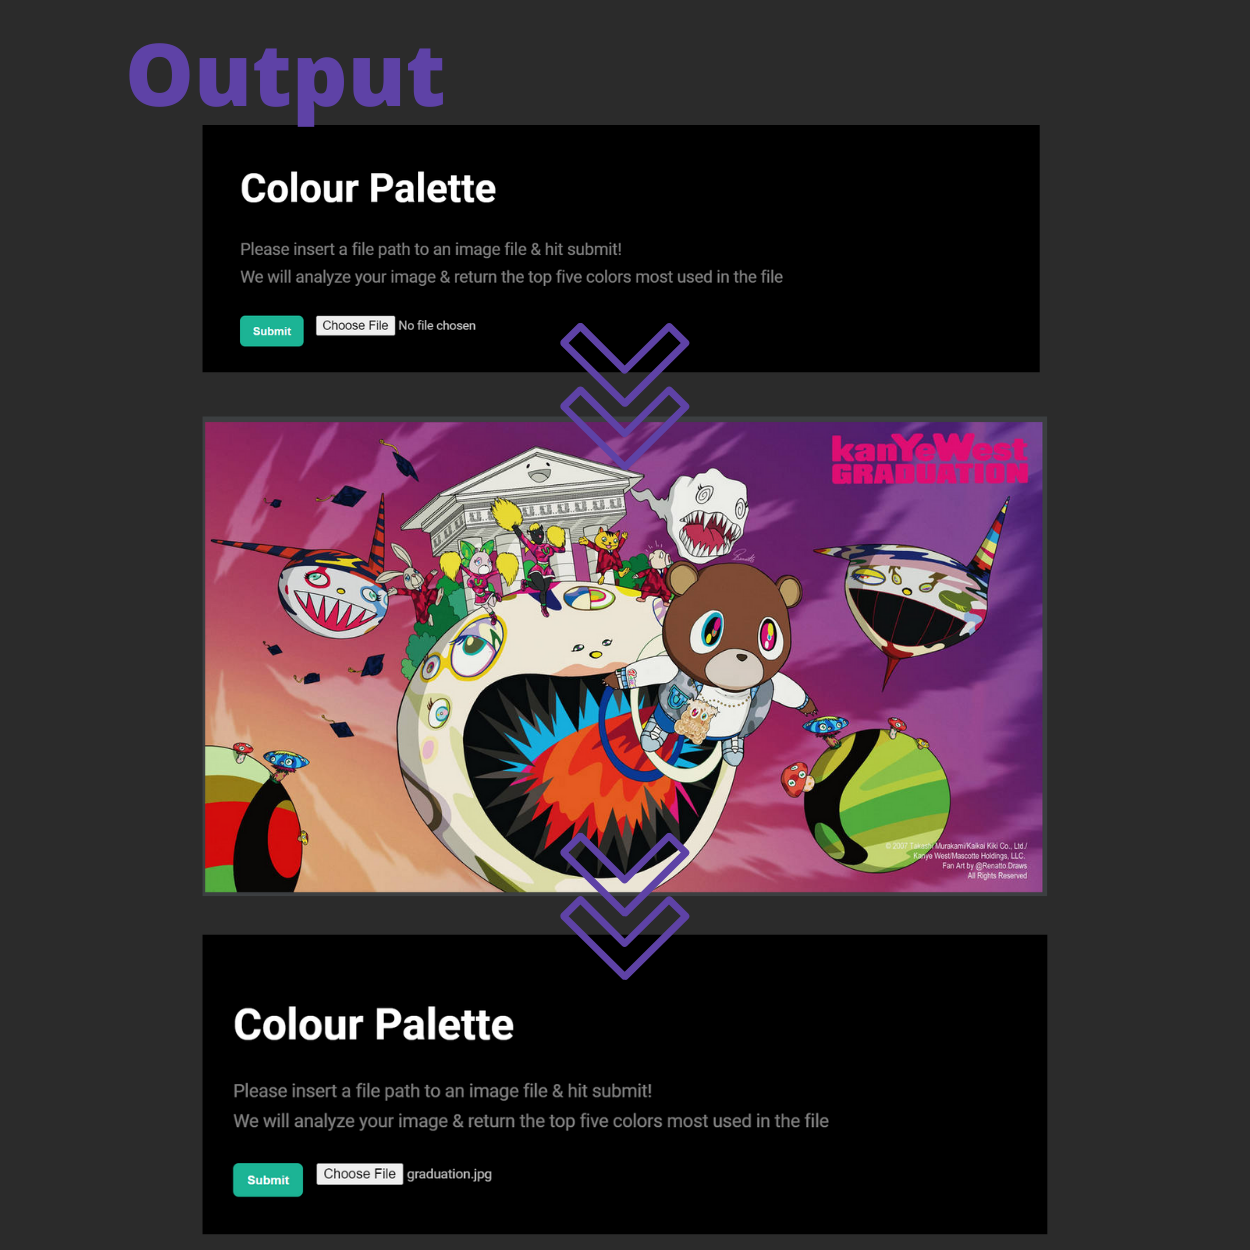 Output
Colour Palette
Please insert a file path to an image file & hit submit!
We will analyze your image & return the top five colors most used in the file
Submit Choose File No file chosen
kanYeWest
GRADUATION
© 2007 Takashi Murakami/Kaikai Kiki Co., Ltd./
Kanye West/Mascotte Holdings, LLC.
Fan Art by @Renatto.Draws
All Rights Reserved
Colour Palette
Please insert a file path to an image file & hit submit!
We will analyze your image & return the top five colors most used in the file
Submit Choose File graduation.jpg